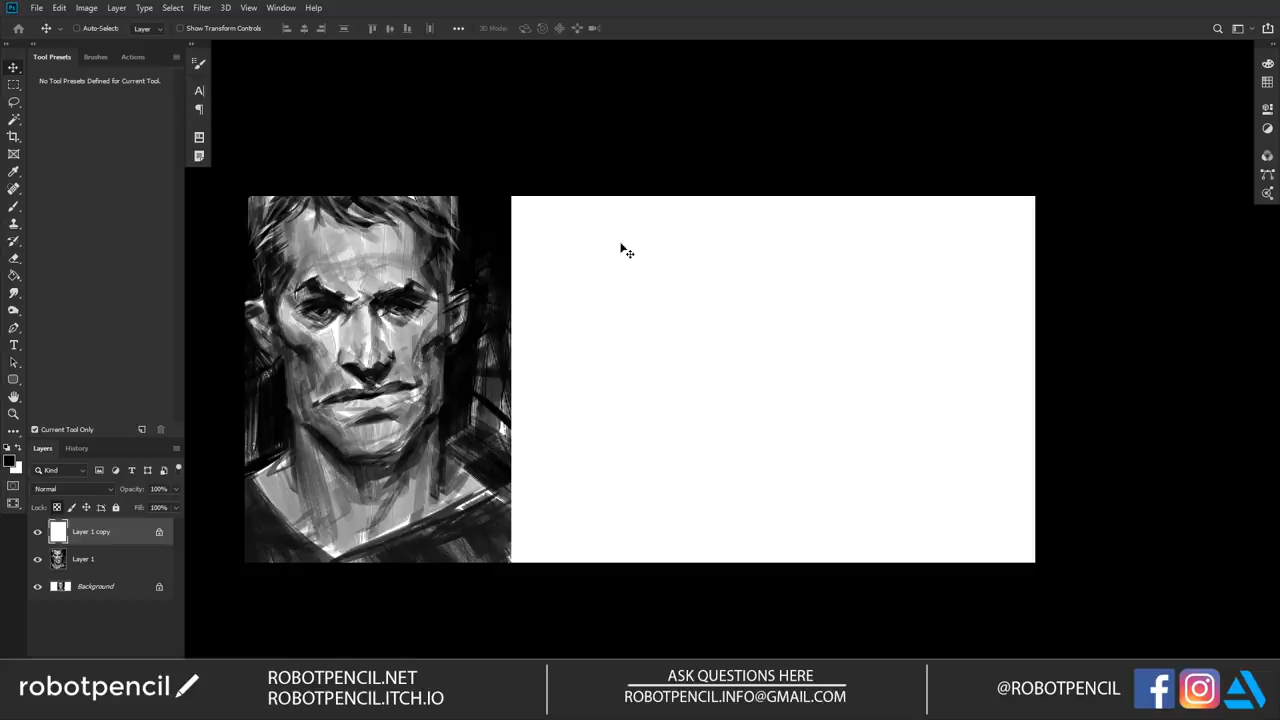 Ps File Edit Image Layer Type Select Filter 3D View Window Help
Auto-Select: Layer Show Transform Controls 3D Mode:
Tool Presets Brushes Actions
No Tool Presets Defined for Current Tool.
A
T
Current Tool Only
Layers History
Kind
Normal Opacity: 100%
Lock: Fill: 100%
Layer 1 copy
Layer 1
Background
robotpencil
ROBOTPENCIL.NET
ROBOTPENCIL.ITCH.IO
ASK QUESTIONS HERE
ROBOTPENCIL.INFO@GMAIL.COM
@ROBOTPENCIL